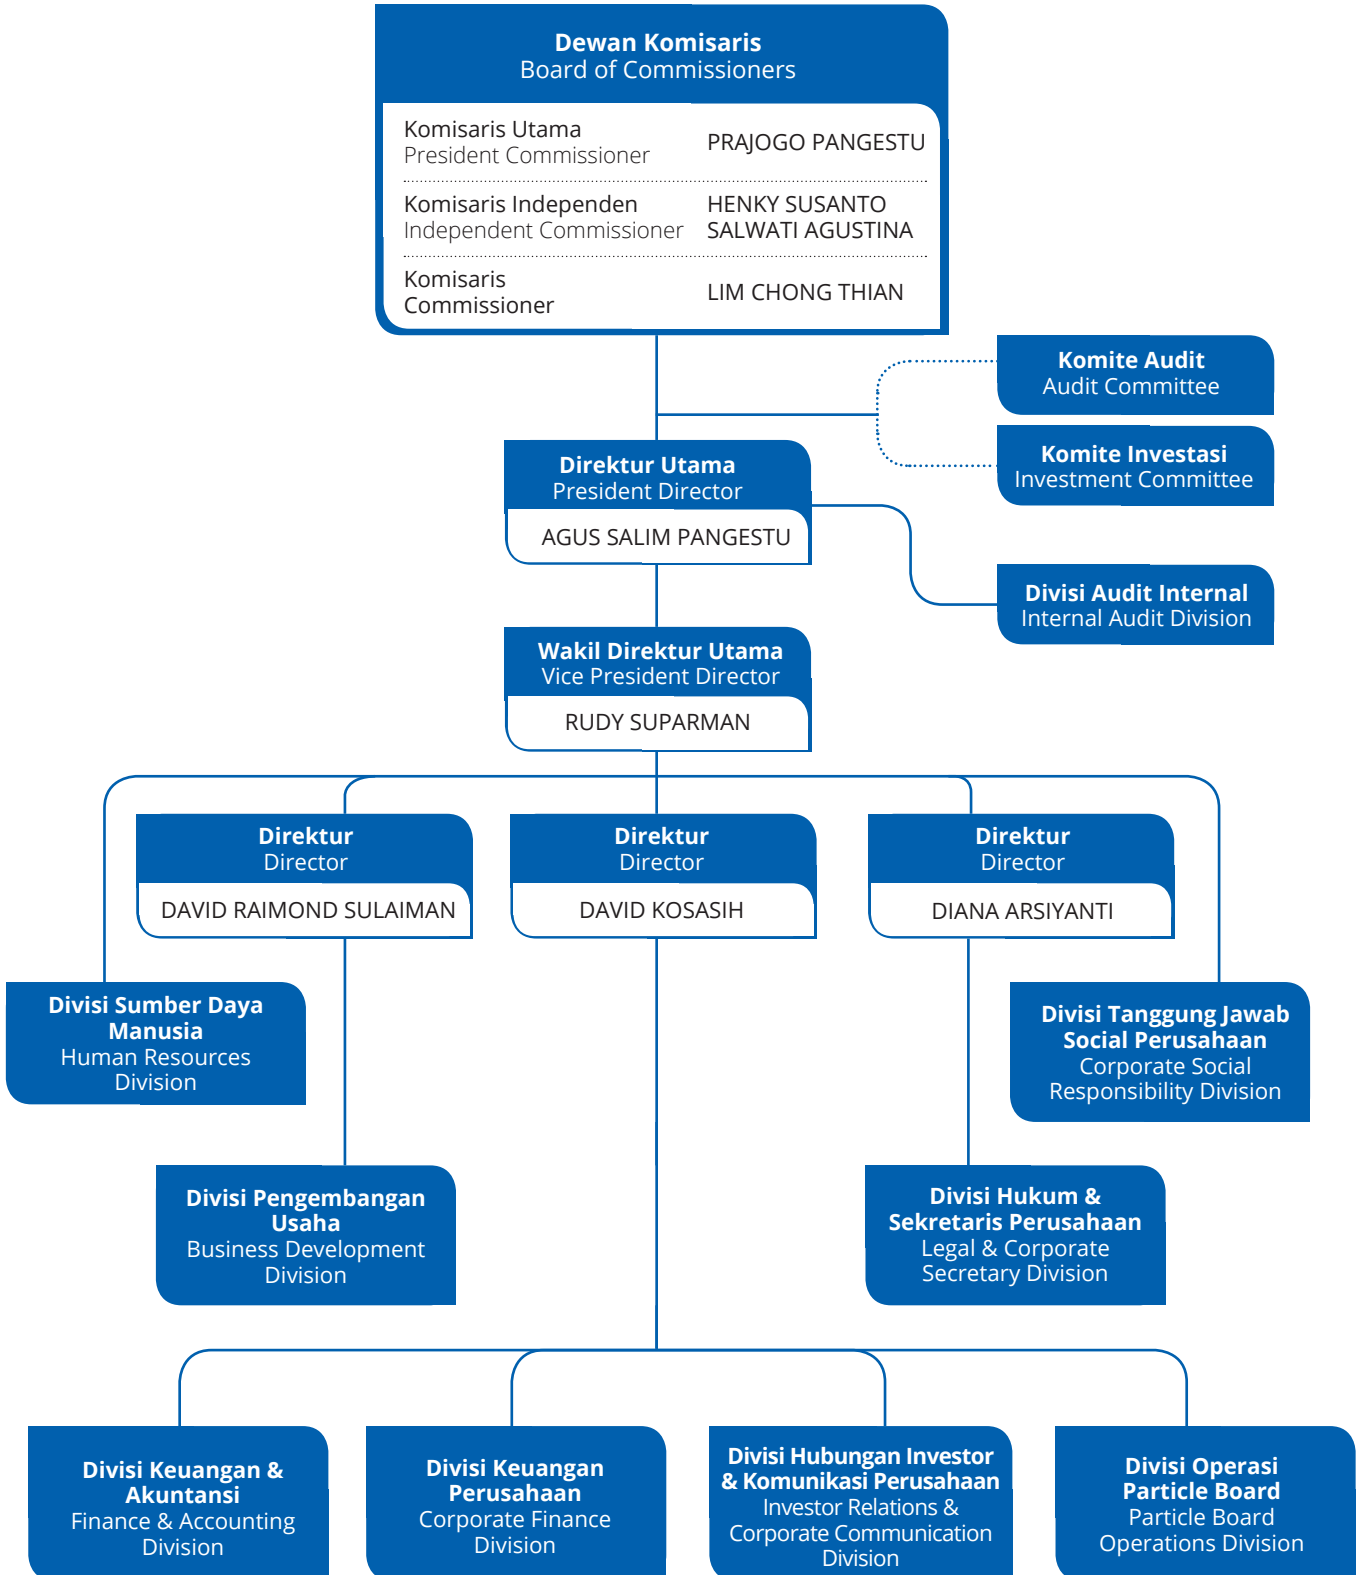 Dewan Komisaris
Board of Commissioners
Komisaris Utama
President Commissioner
PRAJOGO PANGESTU
Komisaris Independen
Independent Commissioner
HENKY SUSANTO
SALWATI AGUSTINA
Komisaris
Commissioner
LIM CHONG THIAN
Komite Audit
Audit Committee
Komite Investasi
Investment Committee
Direktur Utama
President Director
AGUS SALIM PANGESTU
Divisi Audit Internal
Internal Audit Division
Wakil Direktur Utama
Vice President Director
RUDY SUPARMAN
Direktur
Director
DAVID RAIMOND SULAIMAN
Direktur
Director
DAVID KOSASIH
Direktur
Director
DIANA ARSIYANTI
Divisi Sumber Daya
Manusia
Human Resources
Division
Divisi Tanggung Jawab
Social Perusahaan
Corporate Social
Responsibility Division
Divisi Pengembangan
Usaha
Business Development
Division
Divisi Hukum &
Sekretaris Perusahaan
Legal & Corporate
Secretary Division
Divisi Keuangan &
Akuntansi
Finance & Accounting
Division
Divisi Keuangan
Perusahaan
Corporate Finance
Division
Divisi Hubungan Investor
& Komunikasi Perusahaan
Investor Relations &
Corporate Communication
Division
Divisi Operasi
Particle Board
Particle Board
Operations Division